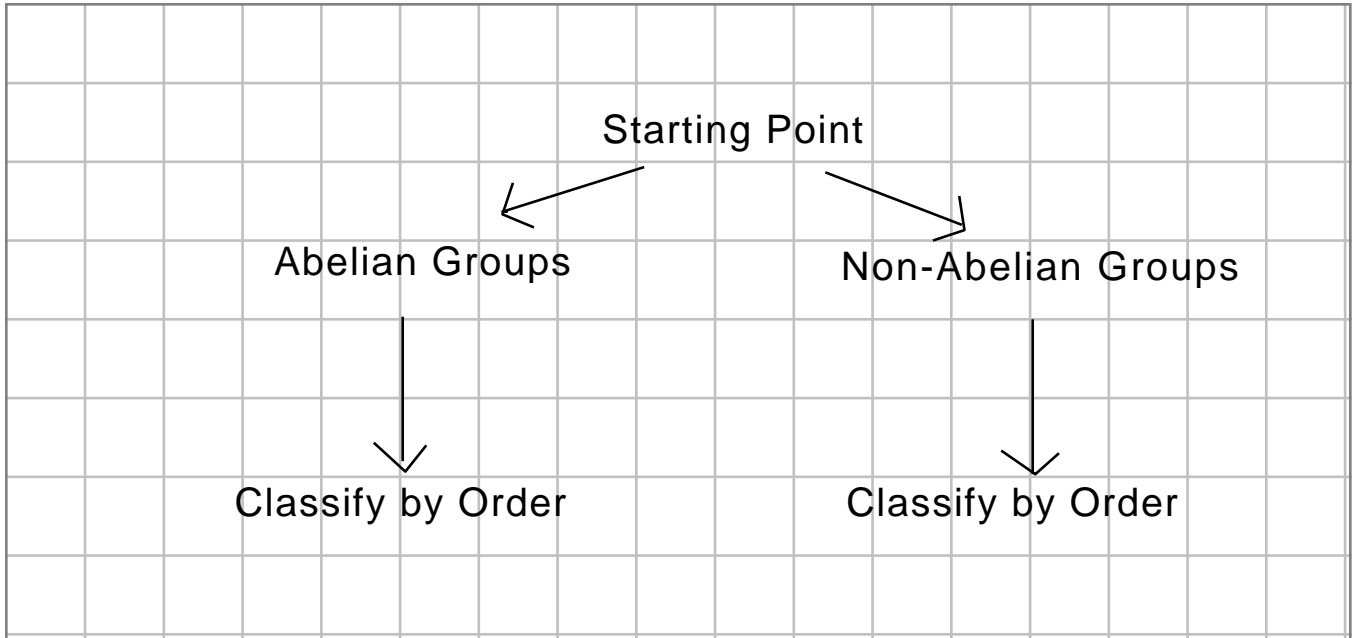 Starting Point
Abelian Groups
Non-Abelian Groups
Classify by Order
Classify by Order